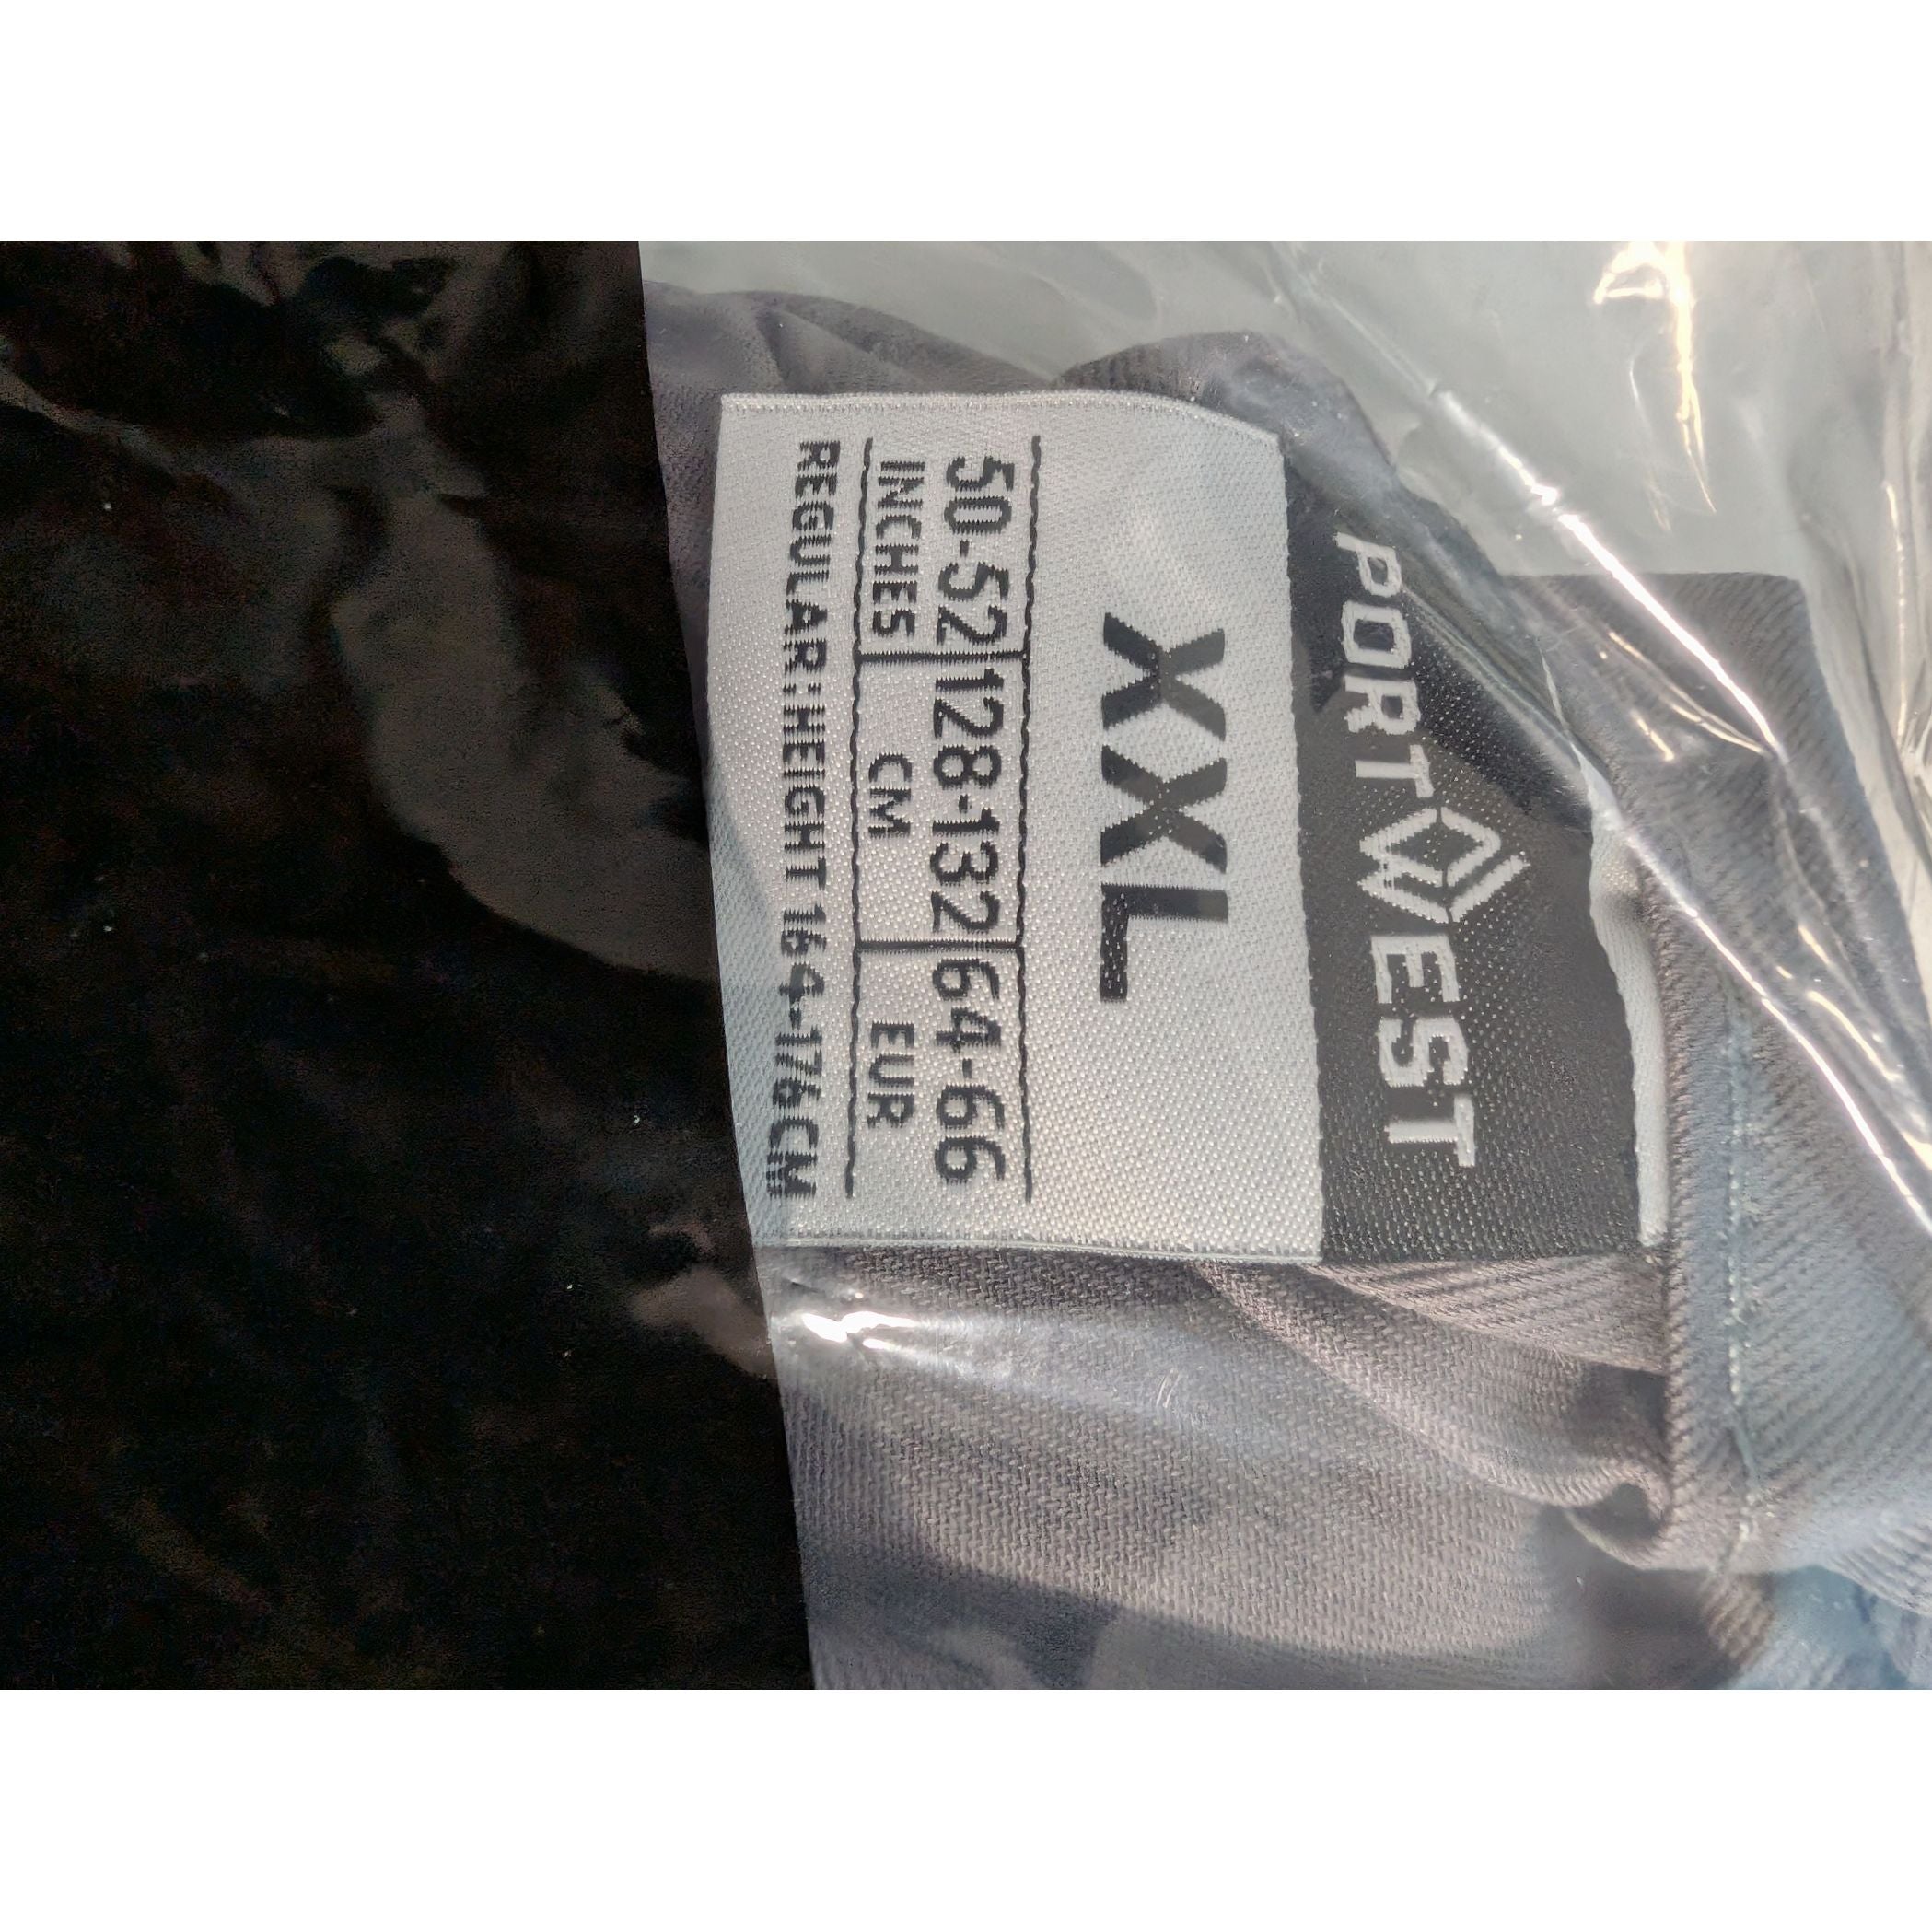 PORTWEST
XXL
50-52 128-132 64-66
INCHES CM EUR
REGULAR:HEIGHT 164-176CM